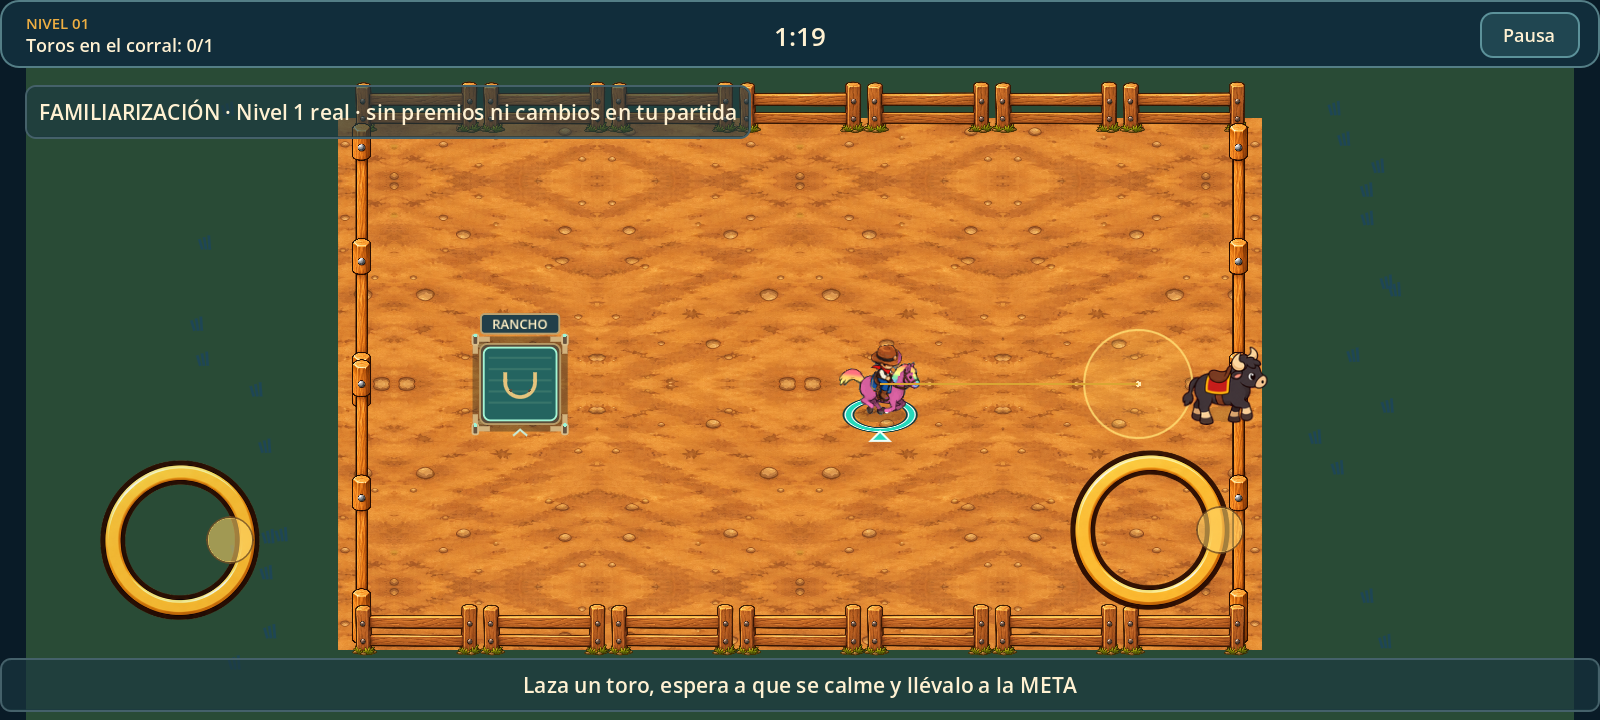 NIVEL 01
Toros en el corral: 0/1
1:19
Pausa
FAMILIARIZACIÓN · Nivel 1 real · sin premios ni cambios en tu partida
RANCHO
Laza un toro, espera a que se calme y llévalo a la META